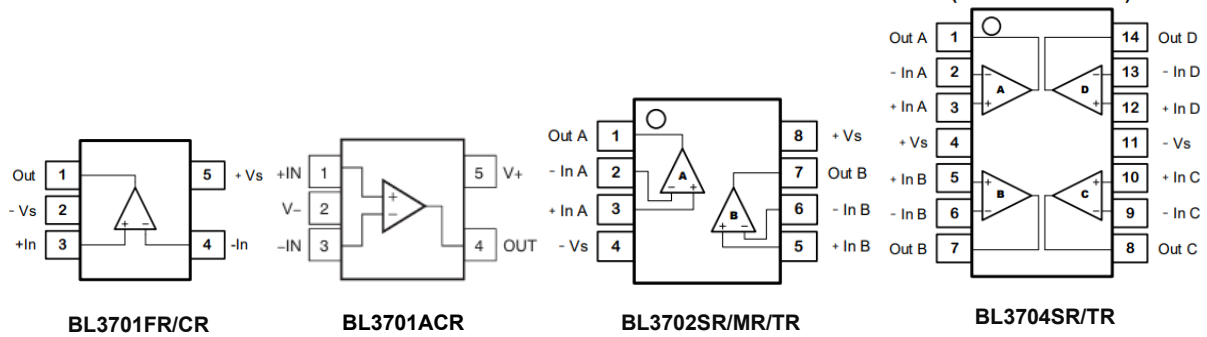 Out 1
- Vs 2
+In 3
5 + Vs
4 -In
+ -
BL3701FR/CR
+IN 1
V− 2
−IN 3
5 V+
4 OUT
+
−
BL3701ACR
Out A 1
- In A 2
+ In A 3
- Vs 4
8 + Vs
7 Out B
6 - In B
5 + In B
A
- +
B
+ -
BL3702SR/MR/TR
Out A 1
- In A 2
+ In A 3
+ Vs 4
+ In B 5
- In B 6
Out B 7
14 Out D
13 - In D
12 + In D
11 - Vs
10 + In C
9 - In C
8 Out C
-
A
+
-
D
+
+
B
-
+
C
-
BL3704SR/TR